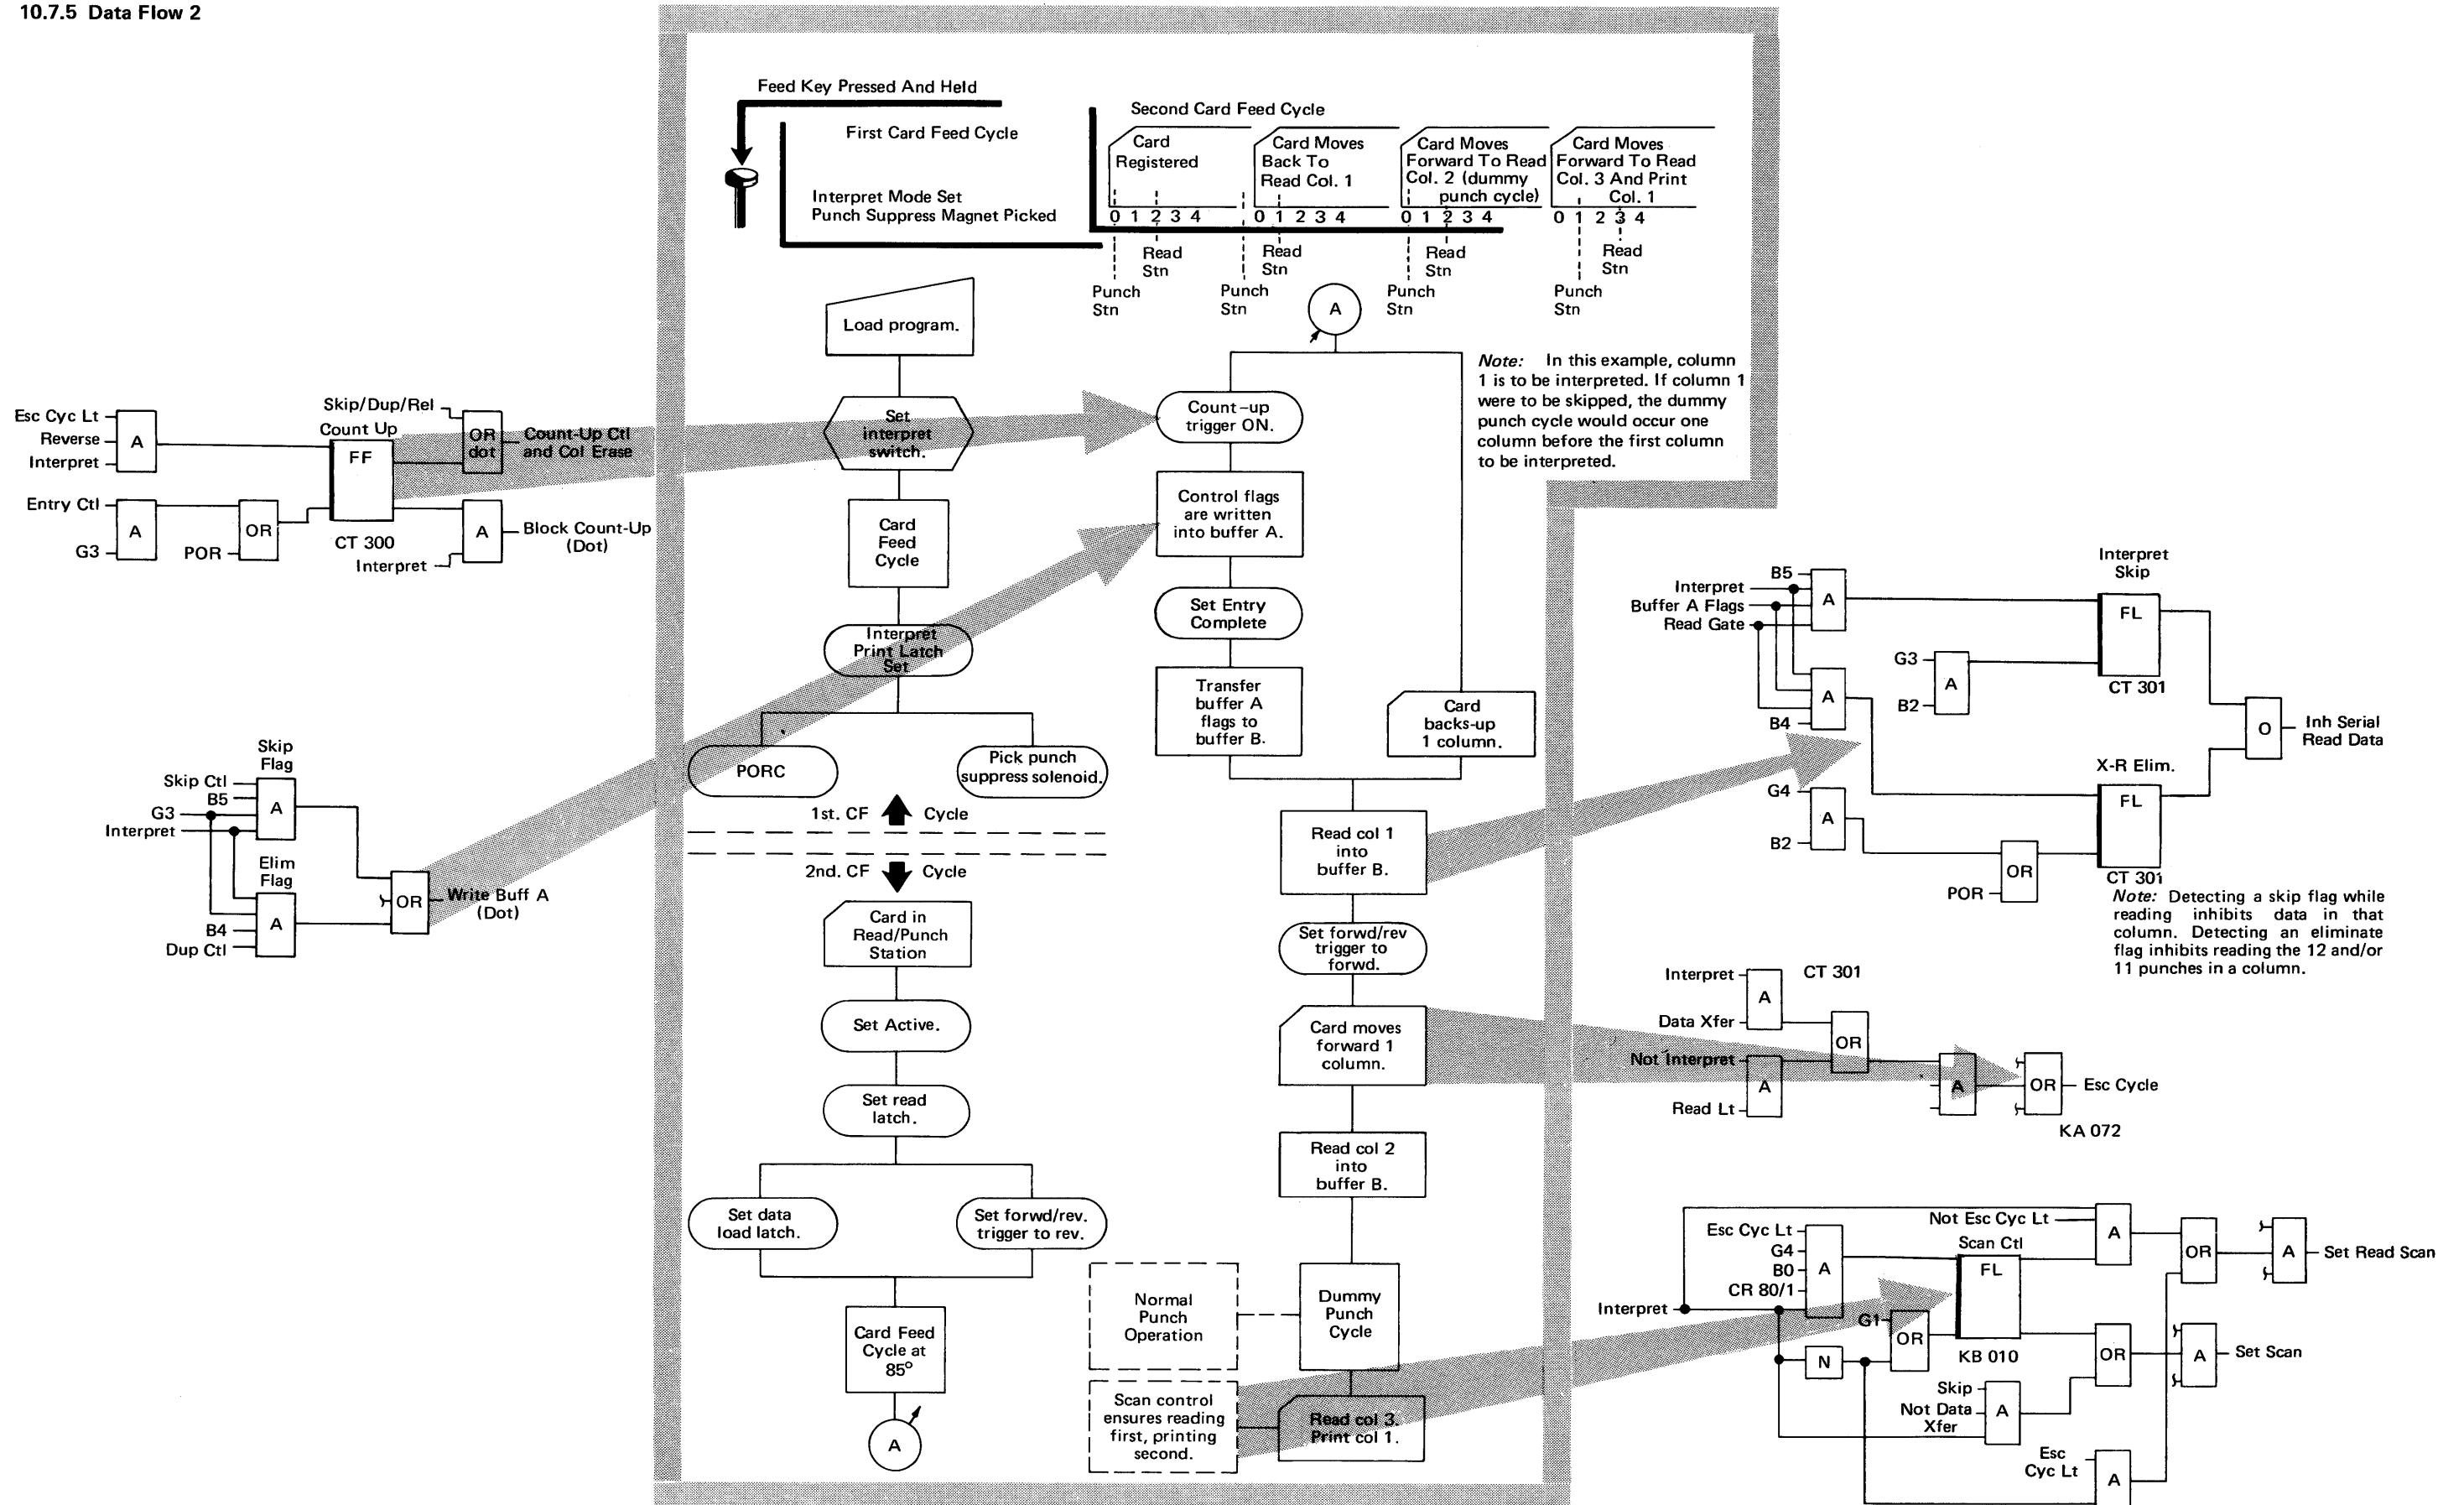 10.7.5 Data Flow 2
Feed Key Pressed And Held
First Card Feed Cycle
Interpret Mode Set
Punch Suppress Magnet Picked
Second Card Feed Cycle
Card
Registered
0 1 2 3 4
Read
Stn
Punch
Stn
Card Moves
Back To
Read Col. 1
0 1 2 3 4
Read
Stn
Punch
Stn
Card Moves
Forward To Read
Col. 2 (dummy
punch cycle)
0 1 2 3 4
Read
Stn
Punch
Stn
Card Moves
Forward To Read
Col. 3 And Print
Col. 1
0 1 2 3 4
Read
Stn
Punch
Stn
Load program.
Set
interpret
switch.
Card
Feed
Cycle
Interpret
Print Latch
Set
PORC
Pick punch
suppress solenoid.
1st. CF Cycle
2nd. CF Cycle
Card in
Read/Punch
Station
Set Active.
Set read
latch.
Set data
load latch.
Set forwd/rev.
trigger to rev.
Card Feed
Cycle at
85°
A
A
Note: In this example, column
1 is to be interpreted. If column 1
were to be skipped, the dummy
punch cycle would occur one
column before the first column
to be interpreted.
Count-up
trigger ON.
Control flags
are written
into buffer A.
Set Entry
Complete
Transfer
buffer A
flags to
buffer B.
Card
backs-up
1 column.
Read col 1
into
buffer B.
Set forwd/rev
trigger to
forwd.
Card moves
forward 1
column.
Read col 2
into
buffer B.
Normal
Punch
Operation
Dummy
Punch
Cycle
Scan control
ensures reading
first, printing
second.
Read col 3.
Print col 1.
Esc Cyc Lt
Reverse
Interpret
A
Entry Ctl
G3
A
POR
OR
Count Up
FF
CT 300
Skip/Dup/Rel
OR
dot
Count-Up Ctl
and Col Erase
Interpret
A
Block Count-Up
(Dot)
Skip
Flag
Skip Ctl
B5
G3
Interpret
A
Elim
Flag
B4
Dup Ctl
A
OR
Write Buff A
(Dot)
B5
Interpret
Buffer A Flags
Read Gate
A
B4
A
Interpret
Skip
FL
CT 301
G3
B2
A
X-R Elim.
FL
CT 301
G4
B2
A
POR
OR
O
Inh Serial
Read Data
Note: Detecting a skip flag while
reading inhibits data in that
column. Detecting an eliminate
flag inhibits reading the 12 and/or
11 punches in a column.
Interpret
Data Xfer
A
CT 301
Not Interpret
Read Lt
A
OR
A
OR
Esc Cycle
KA 072
Esc Cyc Lt
G4
B0
CR 80/1
Interpret
A
Not Esc Cyc Lt
Scan Ctl
FL
KB 010
G1
OR
N
Skip
Not Data
Xfer
A
A
OR
A
Set Read Scan
OR
A
Set Scan
Esc
Cyc Lt
A